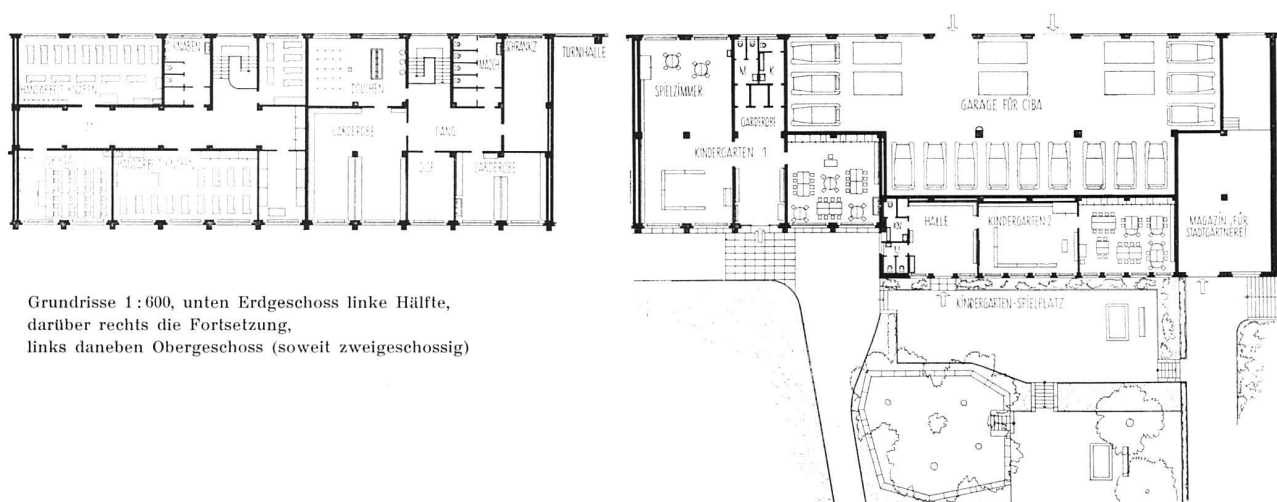 KNABEN
MÄDCH
SCHRANKZ
TURNHALLE
HANDARBEIT
DOUCHEN
GARDEROBE
GANG
GARDEROBE
M
K
SPIELZIMMER
GARDEROBE
KINDERGARTEN 1
GARAGE FÜR CIBA
KN
M
HALLE
KINDERGARTEN 2
MAGAZIN FÜR
STADTGÄRTNEREI
KINDERGARTEN-SPIELPLATZ
Grundrisse 1:600, unten Erdgeschoss linke Hälfte,
darüber rechts die Fortsetzung,
links daneben Obergeschoss (soweit zweigeschossig)